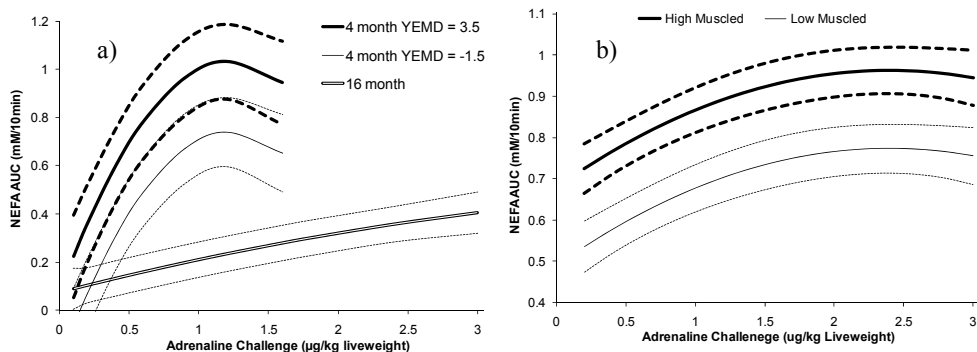 a)
4 month YEMD = 3.5
4 month YEMD = -1.5
16 month
NEFA AUC (mM/10min)
1.2
1
0.8
0.6
0.4
0.2
0
0 0.5 1 1.5 2 2.5 3
Adrenaline Challenge (µg/kg liveweight)
b)
High Muscled Low Muscled
NEFAAUC (mM/10min)
1.1
1
0.9
0.8
0.7
0.6
0.5
0.4
0 0.5 1 1.5 2 2.5 3
Adrenaline Challenege (ug/kg Liveweight)